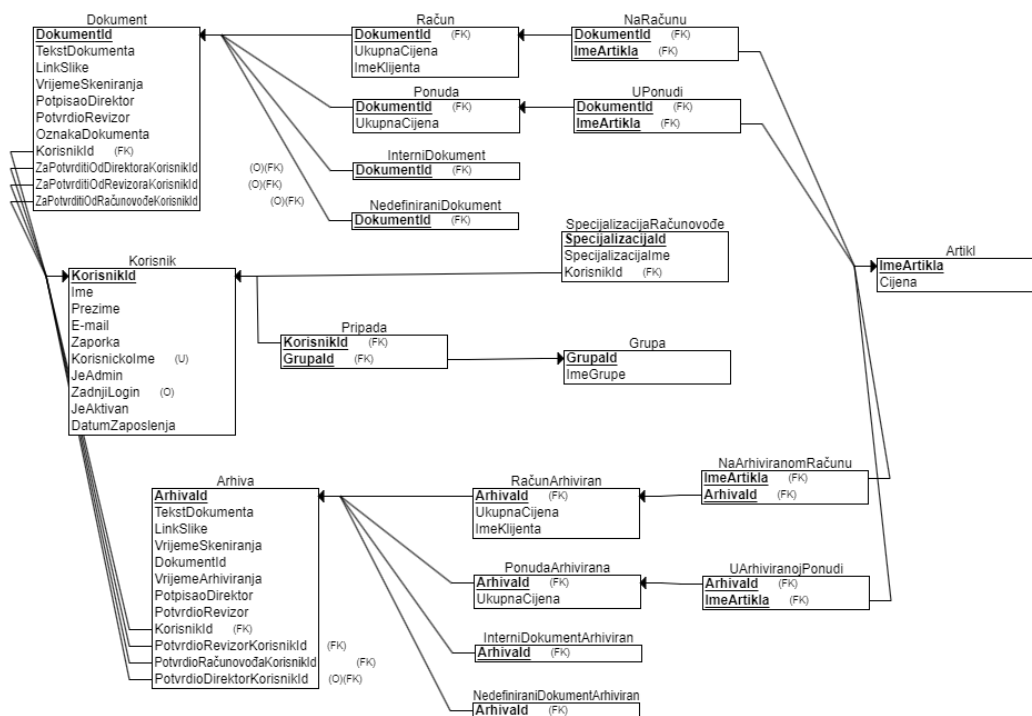 Dokument
DokumentId
TekstDokumenta
LinkSlike
VrijemeSkeniranja
PotpisaoDirektor
PotvrdioRevizor
OznakaDokumenta
KorisnikId (FK)
ZaPotvrditiOdDirektoraKorisnikId (O)(FK)
ZaPotvrditiOdRevizoraKorisnikId (O)(FK)
ZaPotvrditiOdRačunovođeKorisnikId (O)(FK)
Račun
DokumentId (FK)
UkupnaCijena
ImeKlijenta
NaRačunu
DokumentId (FK)
ImeArtikla (FK)
Ponuda
DokumentId (FK)
UkupnaCijena
UPonudi
DokumentId (FK)
ImeArtikla (FK)
InterniDokument
DokumentId (FK)
NedefiniraniDokument
DokumentId (FK)
SpecijalizacijaRačunovođe
SpecijalizacijaId
SpecijalizacijaIme
KorisnikId (FK)
Artikl
ImeArtikla
Cijena
Korisnik
KorisnikId
Ime
Prezime
E-mail
Zaporka
KorisnickoIme (U)
JeAdmin
ZadnjiLogin (O)
JeAktivan
DatumZaposlenja
Pripada
KorisnikId (FK)
GrupaId (FK)
Grupa
GrupaId
ImeGrupe
Arhiva
ArhivaId
TekstDokumenta
LinkSlike
VrijemeSkeniranja
DokumentId
VrijemeArhiviranja
PotpisaoDirektor
PotvrdioRevizor
KorisnikId (FK)
PotvrdioRevizorKorisnikId (FK)
PotvrdioRačunovođaKorisnikId (FK)
PotvrdioDirektorKorisnikId (O)(FK)
RačunArhiviran
ArhivaId (FK)
UkupnaCijena
ImeKlijenta
NaArhiviranomRačunu
ImeArtikla (FK)
ArhivaId (FK)
PonudaArhivirana
ArhivaId (FK)
UkupnaCijena
UArhiviranojPonudi
ArhivaId (FK)
ImeArtikla (FK)
InterniDokumentArhiviran
ArhivaId (FK)
NedefiniraniDokumentArhiviran
ArhivaId (FK)